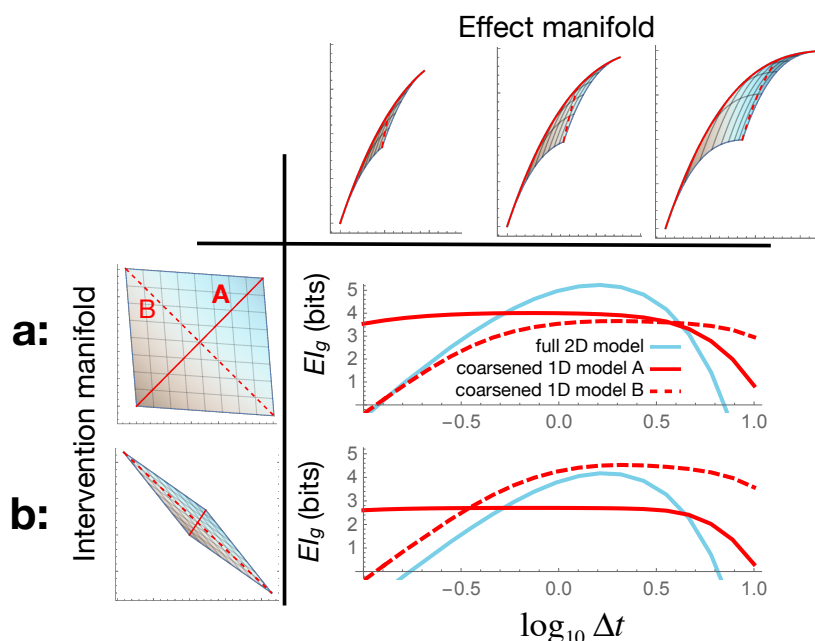 Effect manifold
Intervention manifold
a:
A
B
EI_g (bits)
5
4
3
2
1
full 2D model
coarsened 1D model A
coarsened 1D model B
−0.5
0.0
0.5
1.0
b:
EI_g (bits)
5
4
3
2
1
−0.5
0.0
0.5
1.0
log₁₀ Δt